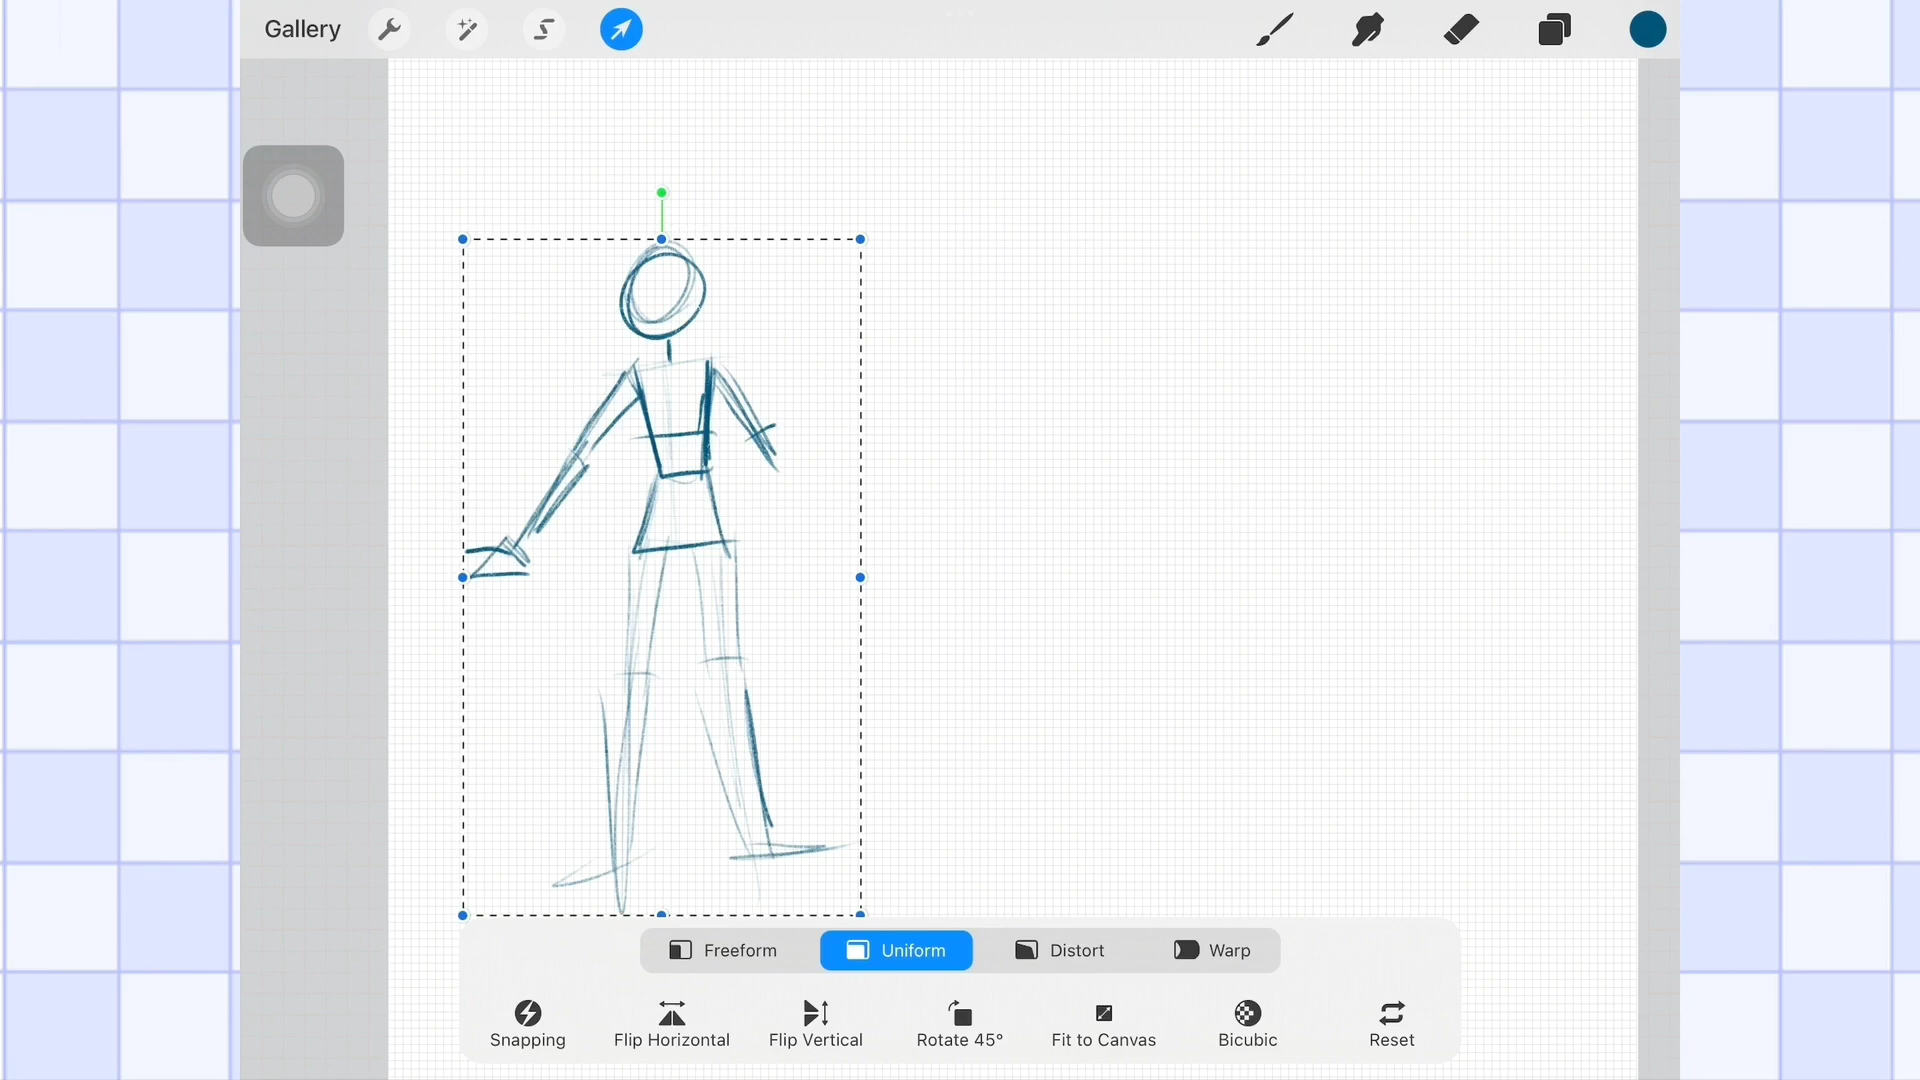 Gallery
Freeform Uniform Distort Warp
Snapping Flip Horizontal Flip Vertical Rotate 45° Fit to Canvas Bicubic Reset